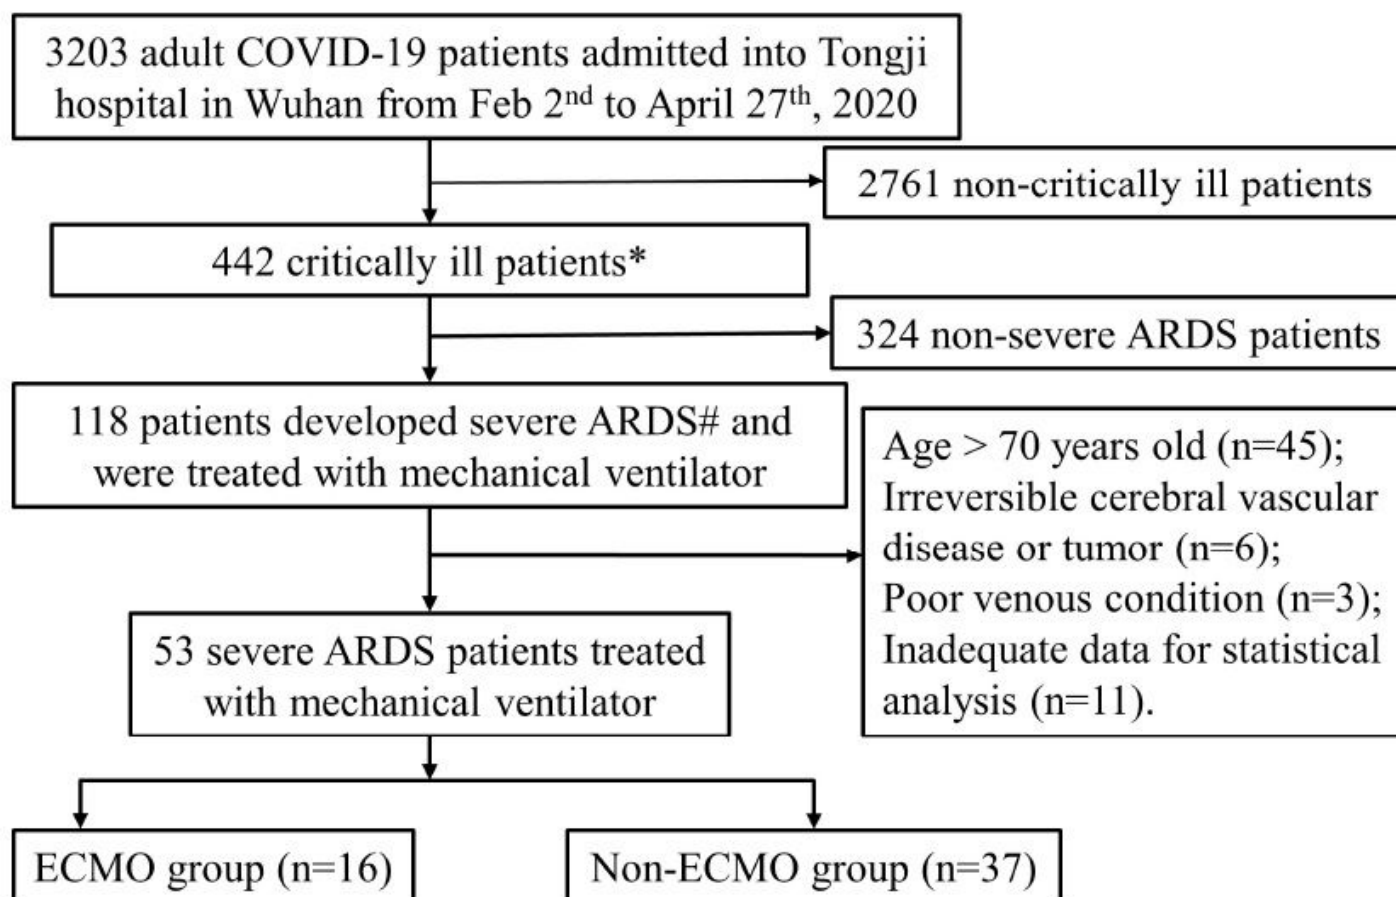 3203 adult COVID-19 patients admitted into Tongji
hospital in Wuhan from Feb 2nd to April 27th, 2020
2761 non-critically ill patients
442 critically ill patients*
324 non-severe ARDS patients
118 patients developed severe ARDS# and
were treated with mechanical ventilator
Age > 70 years old (n=45);
Irreversible cerebral vascular
disease or tumor (n=6);
Poor venous condition (n=3);
Inadequate data for statistical
analysis (n=11).
53 severe ARDS patients treated
with mechanical ventilator
ECMO group (n=16)
Non-ECMO group (n=37)